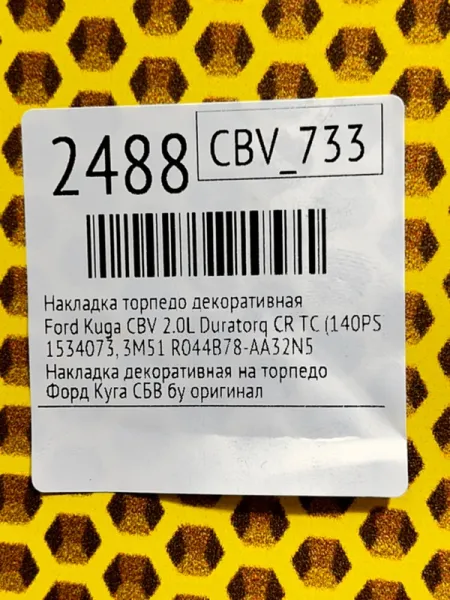 2488
CBV_733
Накладка торпедо декоративная
Ford Kuga CBV 2.0L Duratorq CR TC (140PS
1534073, 3M51 R044B78-AA32N5
Накладка декоративная на торпедо
Форд Куга СБВ бу оригинал